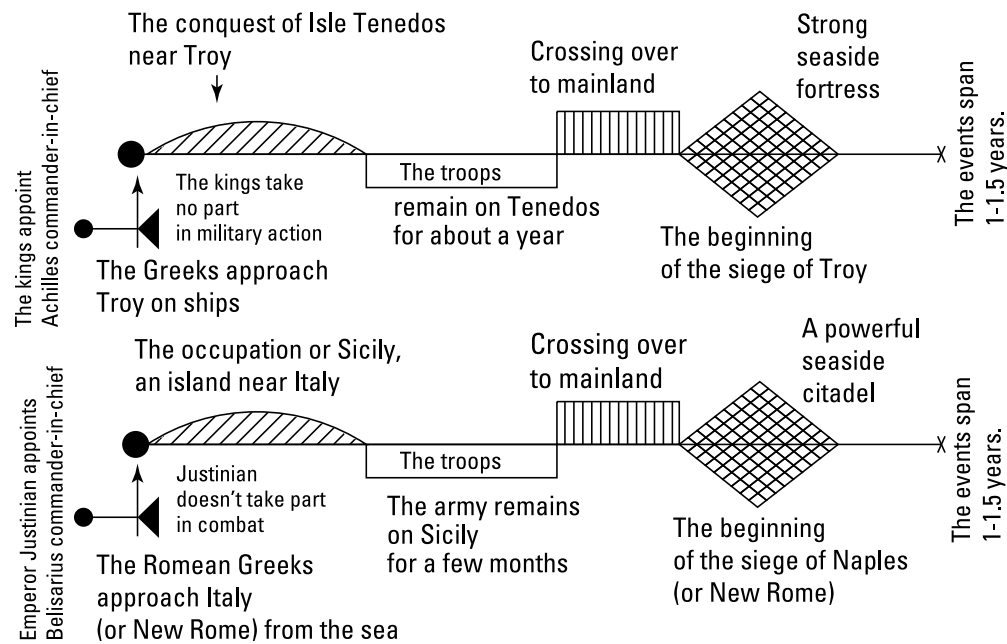 The conquest of Isle Tenedos
near Troy
Crossing over
to mainland
Strong
seaside
fortress
The kings appoint
Achilles commander-in-chief
The kings take
no part
in military action
The troops
remain on Tenedos
for about a year
The Greeks approach
Troy on ships
The beginning
of the siege of Troy
The events span
1-1.5 years.
The occupation or Sicily,
an island near Italy
Crossing over
to mainland
A powerful
seaside
citadel
Emperor Justinian appoints
Belisarius commander-in-chief
Justinian
doesn't take part
in combat
The troops
The army remains
on Sicily
for a few months
The Romean Greeks
approach Italy
(or New Rome) from the sea
The beginning
of the siege of Naples
(or New Rome)
The events span
1-1.5 years.